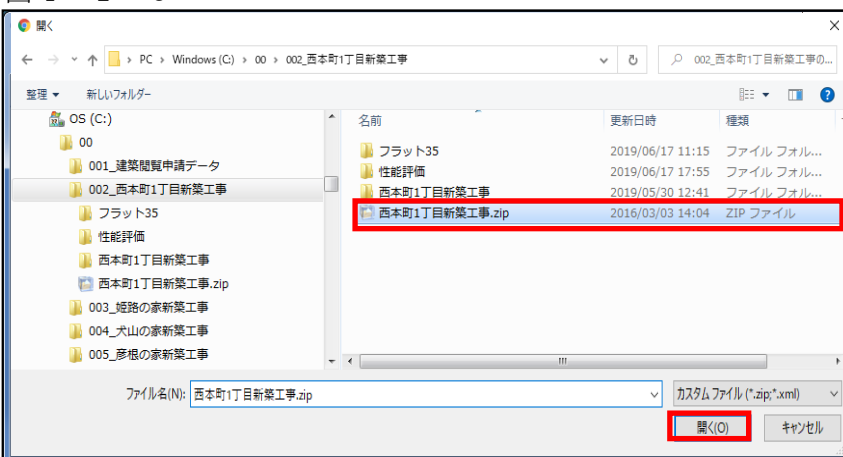 開く
PC > Windows (C:) > 00 > 002_西本町1丁目新築工事
002_西本町1丁目新築工事の...
整理 新しいフォルダー
OS (C:)
00
001_建築閲覧申請データ
002_西本町1丁目新築工事
フラット35
性能評価
西本町1丁目新築工事
西本町1丁目新築工事.zip
003_姫路の家新築工事
004_犬山の家新築工事
005_彦根の家新築工事
名前 更新日時 種類
フラット35 2019/06/17 11:15 ファイル フォル...
性能評価 2019/06/17 17:55 ファイル フォル...
西本町1丁目新築工事 2019/05/30 12:41 ファイル フォル...
西本町1丁目新築工事.zip 2016/03/03 14:04 ZIP ファイル
ファイル名(N): 西本町1丁目新築工事.zip カスタム ファイル (*.zip;*.xml)
開く(O) キャンセル